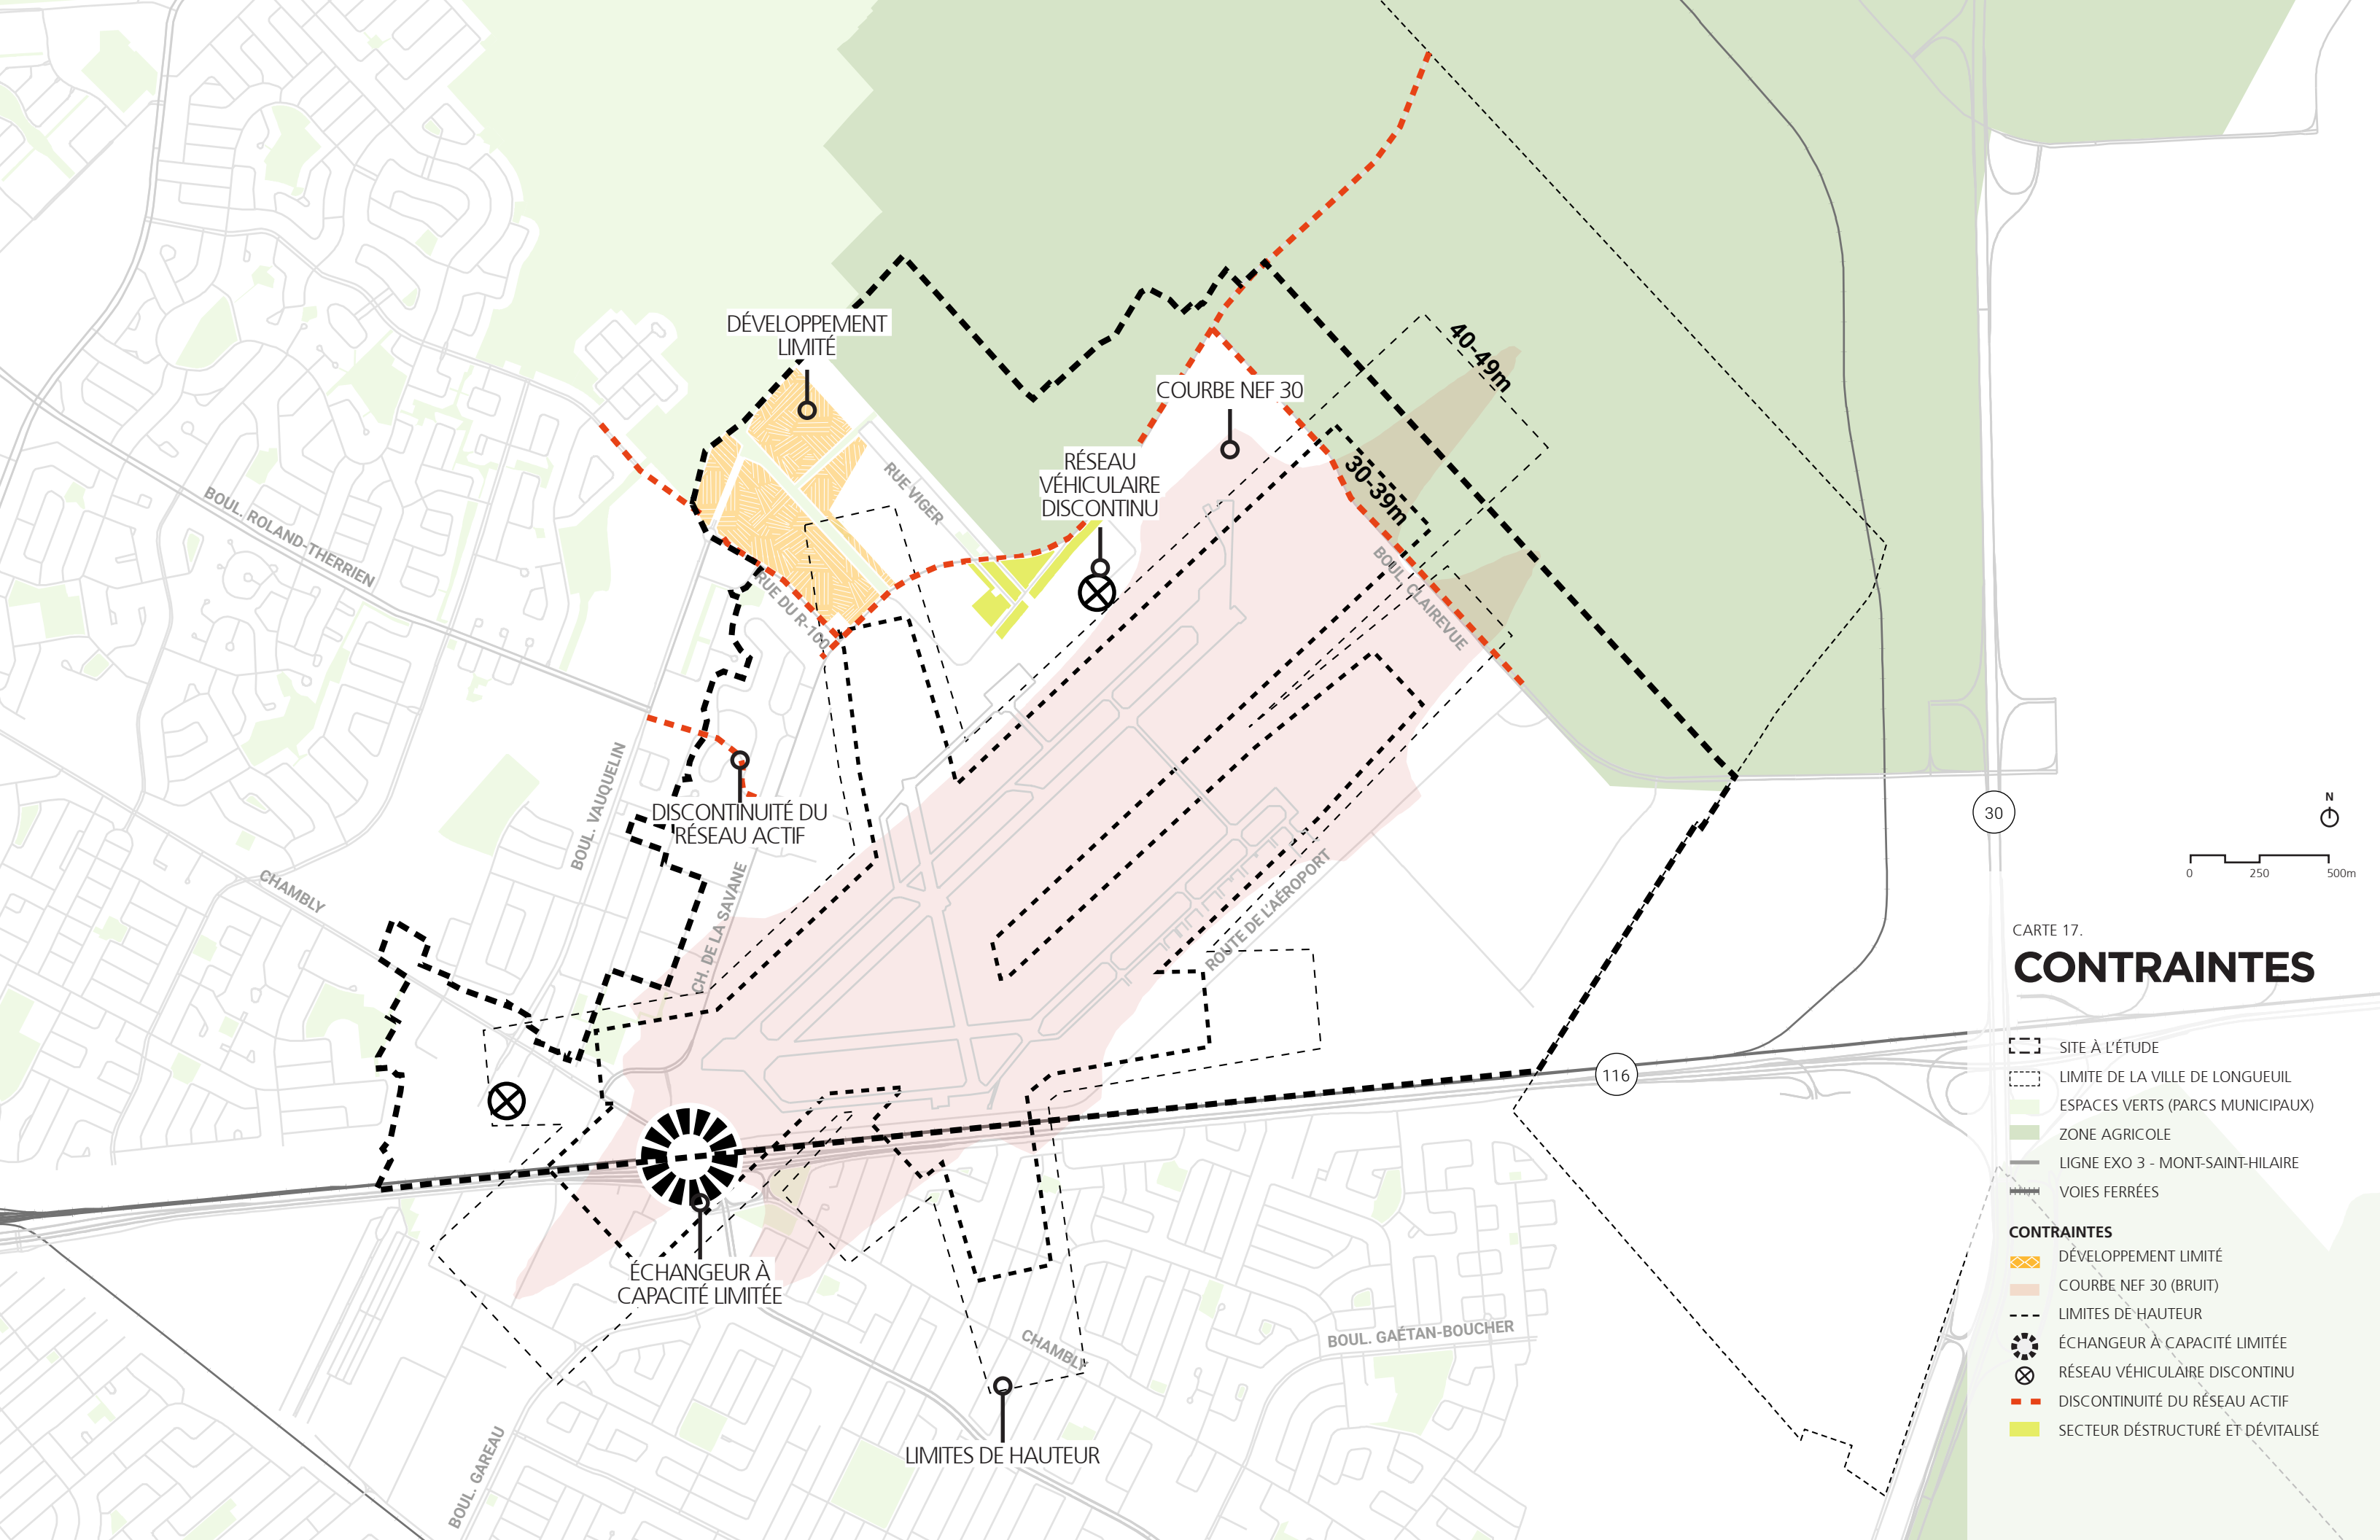 40-49m
DÉVELOPPEMENT
LIMITÉ
COURBE NEF 30
RÉSEAU
VÉHICULAIRE
DISCONTINU
30-39m
RUE VIGER
BOUL. ROLAND-THERRIEN
BOUL. CLAIREVUE
RUE DU R-100
BOUL. VAUQUELIN
DISCONTINUITÉ DU
RÉSEAU ACTIF
CHAMBLY
CH. DE LA SAVANE
ROUTE DE L'AÉROPORT
30
116
ÉCHANGEUR À
CAPACITÉ LIMITÉE
CHAMBLY
BOUL. GAÉTAN-BOUCHER
BOUL. GAREAU
LIMITES DE HAUTEUR
N
0 250 500m
CARTE 17.
CONTRAINTES
SITE À L'ÉTUDE
LIMITE DE LA VILLE DE LONGUEUIL
ESPACES VERTS (PARCS MUNICIPAUX)
ZONE AGRICOLE
LIGNE EXO 3 - MONT-SAINT-HILAIRE
VOIES FERRÉES
CONTRAINTES
DÉVELOPPEMENT LIMITÉ
COURBE NEF 30 (BRUIT)
LIMITES DE HAUTEUR
ÉCHANGEUR À CAPACITÉ LIMITÉE
RÉSEAU VÉHICULAIRE DISCONTINU
DISCONTINUITÉ DU RÉSEAU ACTIF
SECTEUR DÉSTRUCTURÉ ET DÉVITALISÉ